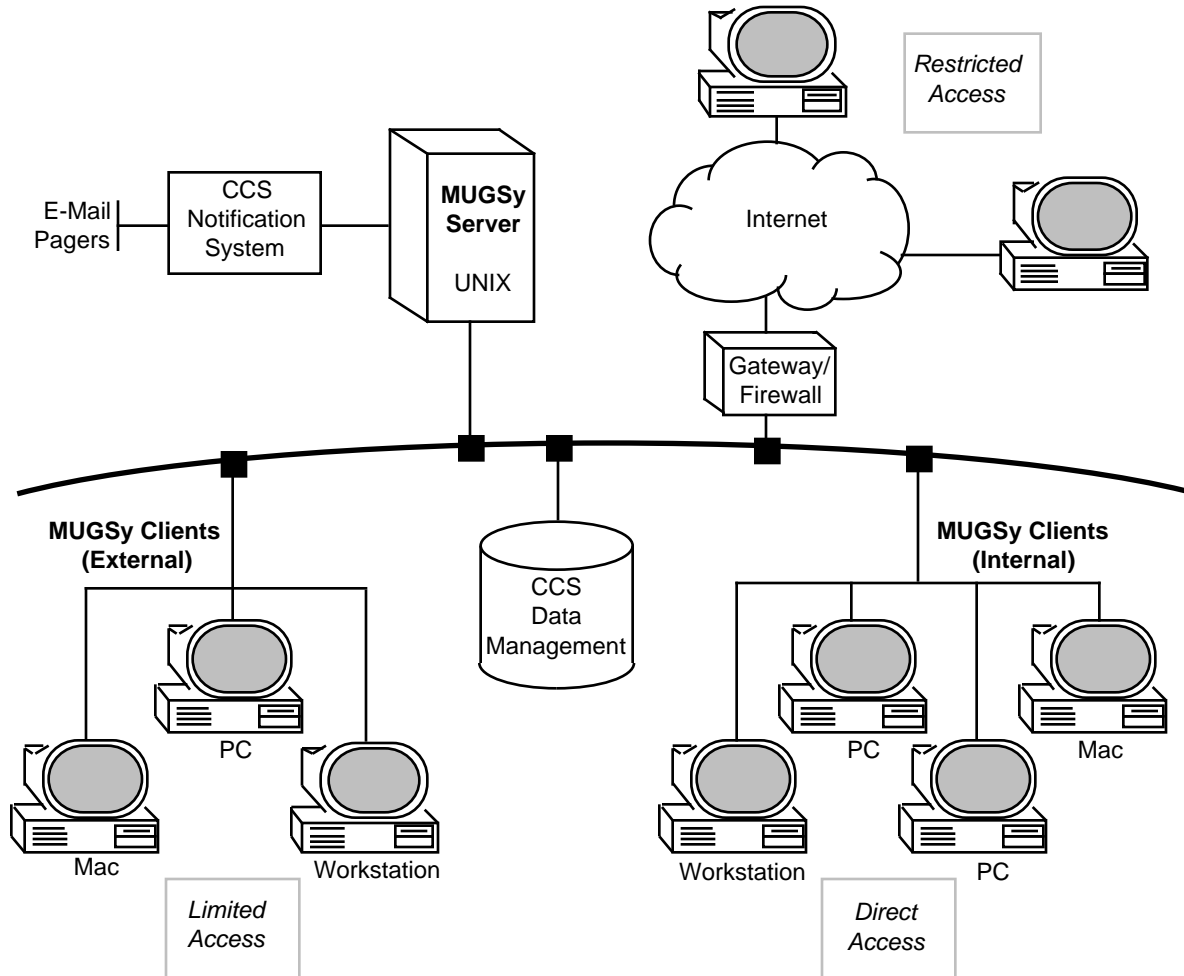 Restricted
Access
E-Mail
Pagers
CCS
Notification
System
MUGSy
Server
UNIX
Internet
Gateway/
Firewall
MUGSy Clients
(External)
CCS
Data
Management
MUGSy Clients
(Internal)
PC
Mac
Workstation
PC
Mac
Workstation
PC
Limited
Access
Direct
Access